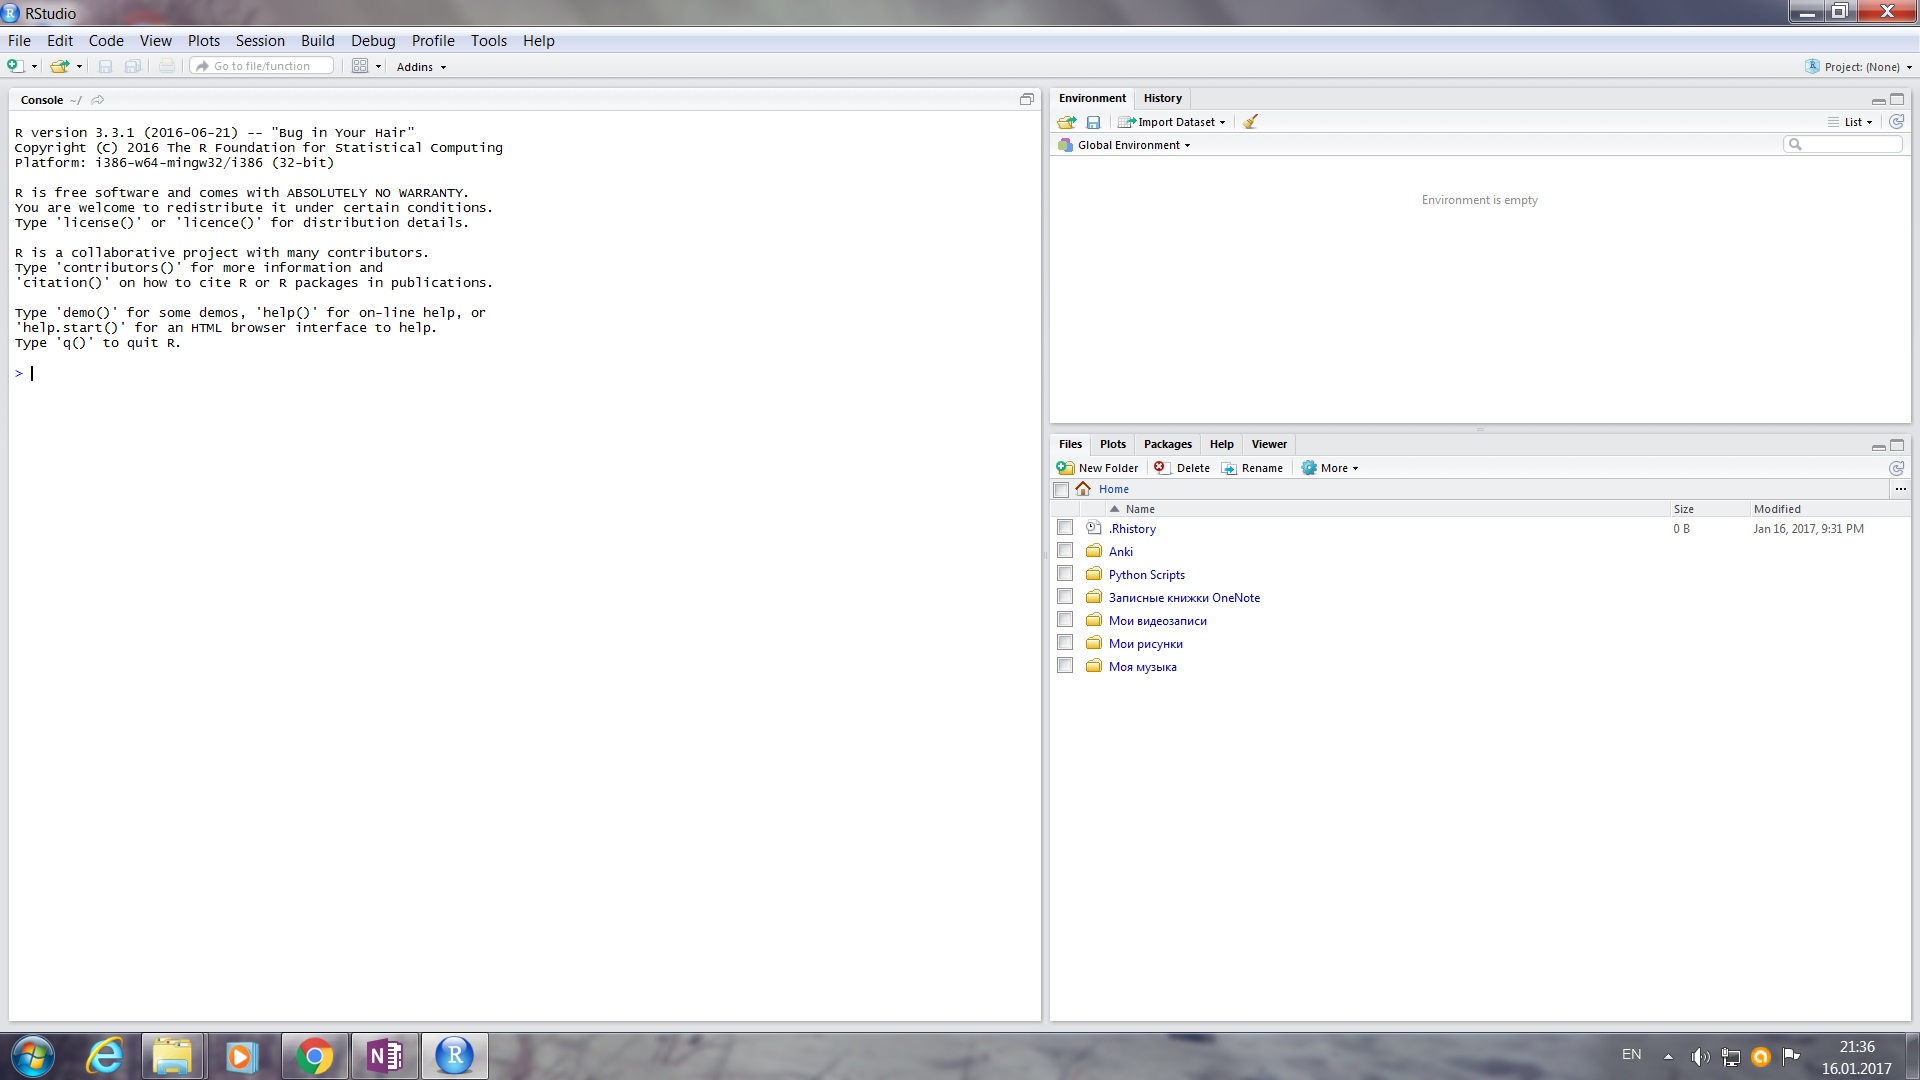 RStudio
File Edit Code View Plots Session Build Debug Profile Tools Help
Go to file/function Addins Project: (None)
Console ~/
R version 3.3.1 (2016-06-21) -- "Bug in Your Hair"
Copyright (C) 2016 The R Foundation for Statistical Computing
Platform: i386-w64-mingw32/i386 (32-bit)
R is free software and comes with ABSOLUTELY NO WARRANTY.
You are welcome to redistribute it under certain conditions.
Type 'license()' or 'licence()' for distribution details.
R is a collaborative project with many contributors.
Type 'contributors()' for more information and
'citation()' on how to cite R or R packages in publications.
Type 'demo()' for some demos, 'help()' for on-line help, or
'help.start()' for an HTML browser interface to help.
Type 'q()' to quit R.
>
Environment History
Import Dataset List
Global Environment
Environment is empty
Files Plots Packages Help Viewer
New Folder Delete Rename More
Home ...
Name Size Modified
.Rhistory 0 B Jan 16, 2017, 9:31 PM
Anki
Python Scripts
Записные книжки OneNote
Мои видеозаписи
Мои рисунки
Моя музыка
EN 21:36
16.01.2017